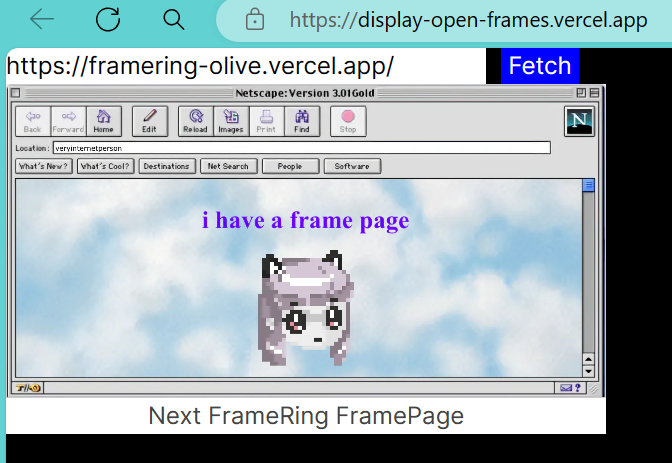 https://display-open-frames.vercel.app
https://framering-olive.vercel.app/ Fetch
Netscape: Version 3.01Gold
Back Forward Home Edit Reload Images Print Find Stop N
Location: veryinternetperson
What's New? What's Cool? Destinations Net Search People Software
i have a frame page
?
Next FrameRing FramePage